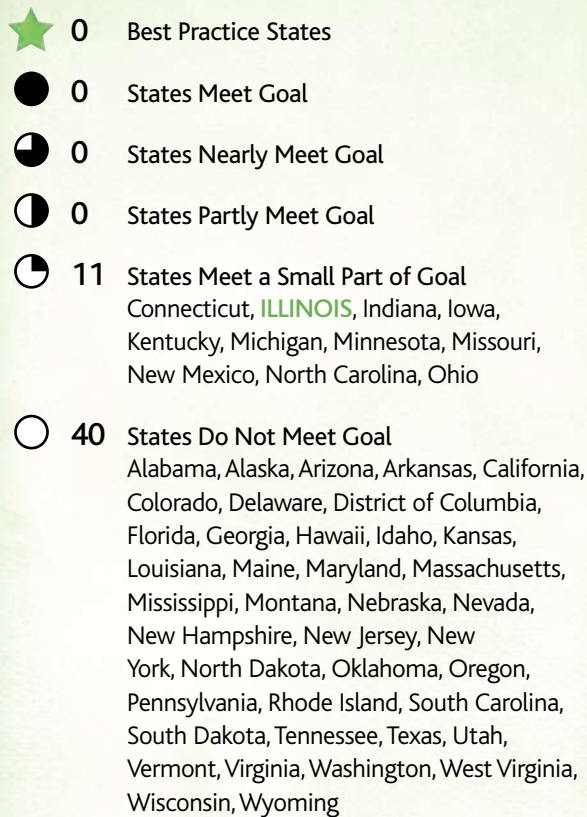 0 Best Practice States
0 States Meet Goal
0 States Nearly Meet Goal
0 States Partly Meet Goal
11 States Meet a Small Part of Goal
Connecticut, ILLINOIS, Indiana, Iowa,
Kentucky, Michigan, Minnesota, Missouri,
New Mexico, North Carolina, Ohio
40 States Do Not Meet Goal
Alabama, Alaska, Arizona, Arkansas, California,
Colorado, Delaware, District of Columbia,
Florida, Georgia, Hawaii, Idaho, Kansas,
Louisiana, Maine, Maryland, Massachusetts,
Mississippi, Montana, Nebraska, Nevada,
New Hampshire, New Jersey, New
York, North Dakota, Oklahoma, Oregon,
Pennsylvania, Rhode Island, South Carolina,
South Dakota, Tennessee, Texas, Utah,
Vermont, Virginia, Washington, West Virginia,
Wisconsin, Wyoming